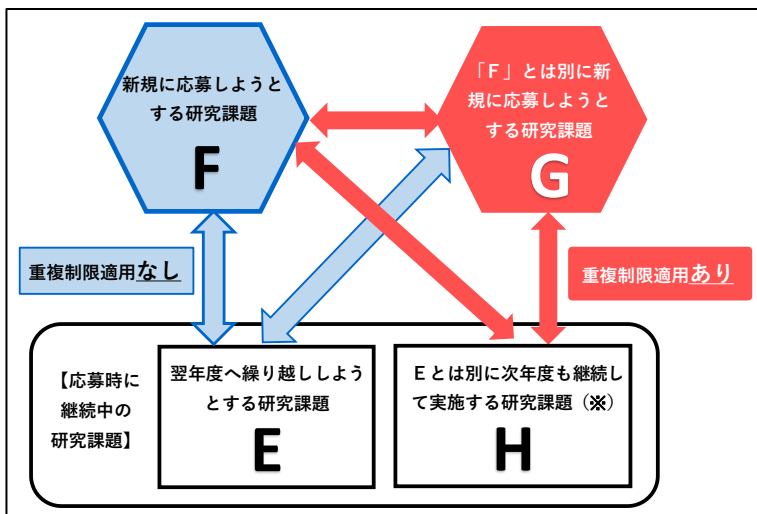 新規に応募しようと
する研究課題
F
「F」とは別に新
規に応募しようと
する研究課題
G
重複制限適用なし
重複制限適用あり
【応募時に
継続中の
研究課題】
翌年度へ繰り越ししよう
とする研究課題
E
Eとは別に次年度も継続し
て実施する研究課題（※）
H